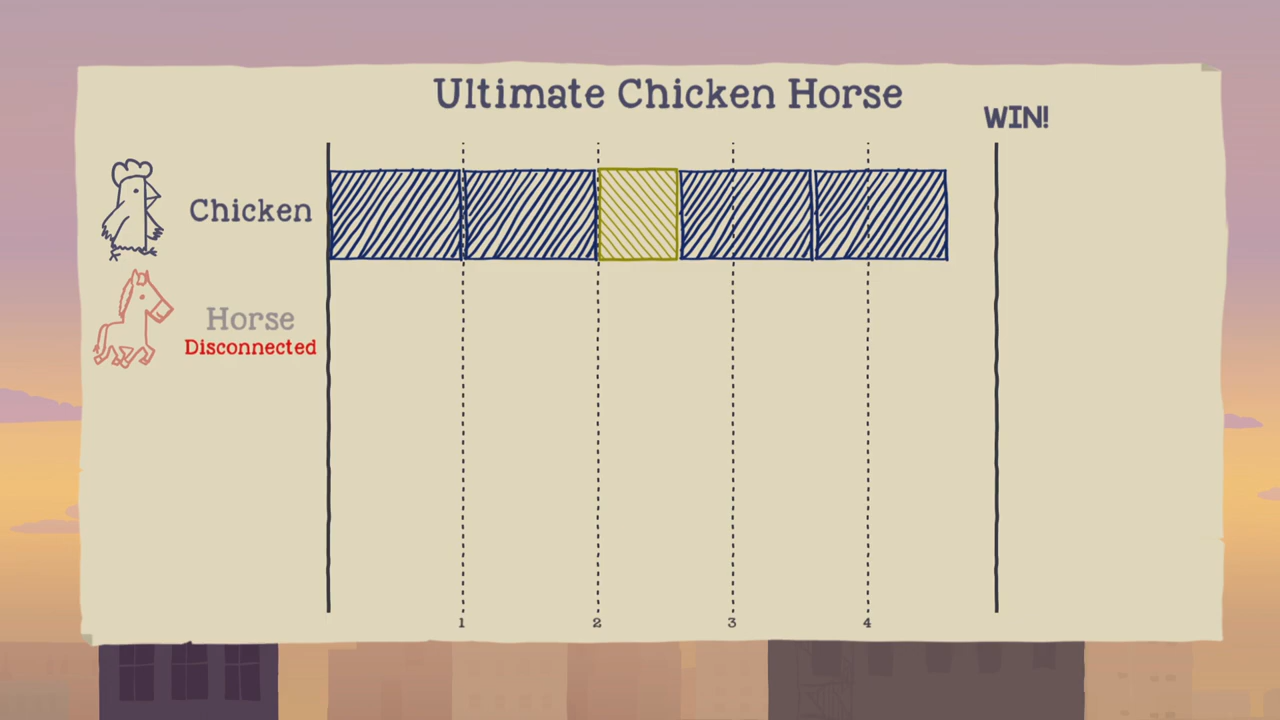 Ultimate Chicken Horse
WIN!
Chicken
Horse
Disconnected
1 2 3 4